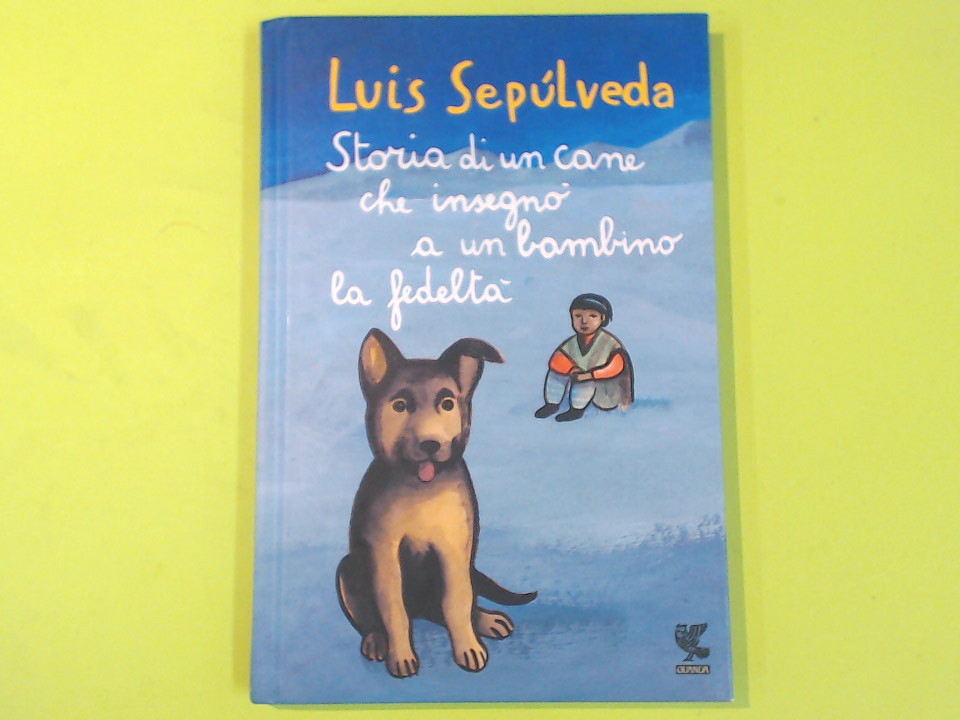 Luis Sepúlveda
Storia di un cane
che insegnò
a un bambino
la fedeltà
GUANDA